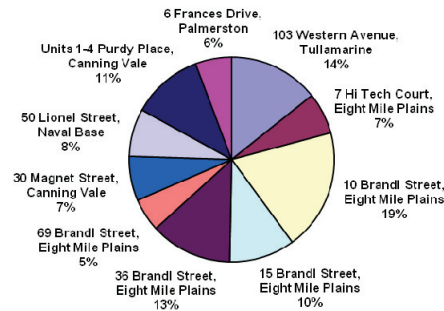 6 Frances Drive,
Palmerston
6%
103 Western Avenue,
Tullamarine
14%
7 Hi Tech Court,
Eight Mile Plains
7%
10 Brandl Street,
Eight Mile Plains
19%
15 Brandl Street,
Eight Mile Plains
10%
36 Brandl Street,
Eight Mile Plains
13%
69 Brandl Street,
Eight Mile Plains
5%
30 Magnet Street,
Canning Vale
7%
50 Lionel Street,
Naval Base
8%
Units 1-4 Purdy Place,
Canning Vale
11%